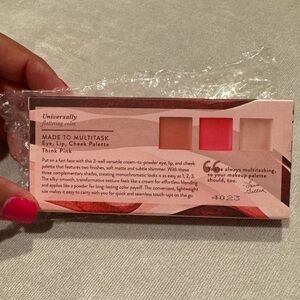 Universally
flattering color
MADE TO MULTITASK
Eye, Lip, Cheek Palette
Think Pink
Put on a fast face with this 3-well versatile cream-to-powder eye, lip, and cheek
palette that features two finishes, soft matte and subtle shimmer. With these
three complementary shades, creating monochromatic looks is as easy as 1, 2, 3.
The silky-smooth, transformative texture feels like a cream for effortless blending
and applies like a powder for long-lasting color payoff. The convenient, lightweight
size makes it easy to carry with you for quick and seamless touch-ups on the go.
“You're always multitasking,
so your makeup palette
should, too.
4023